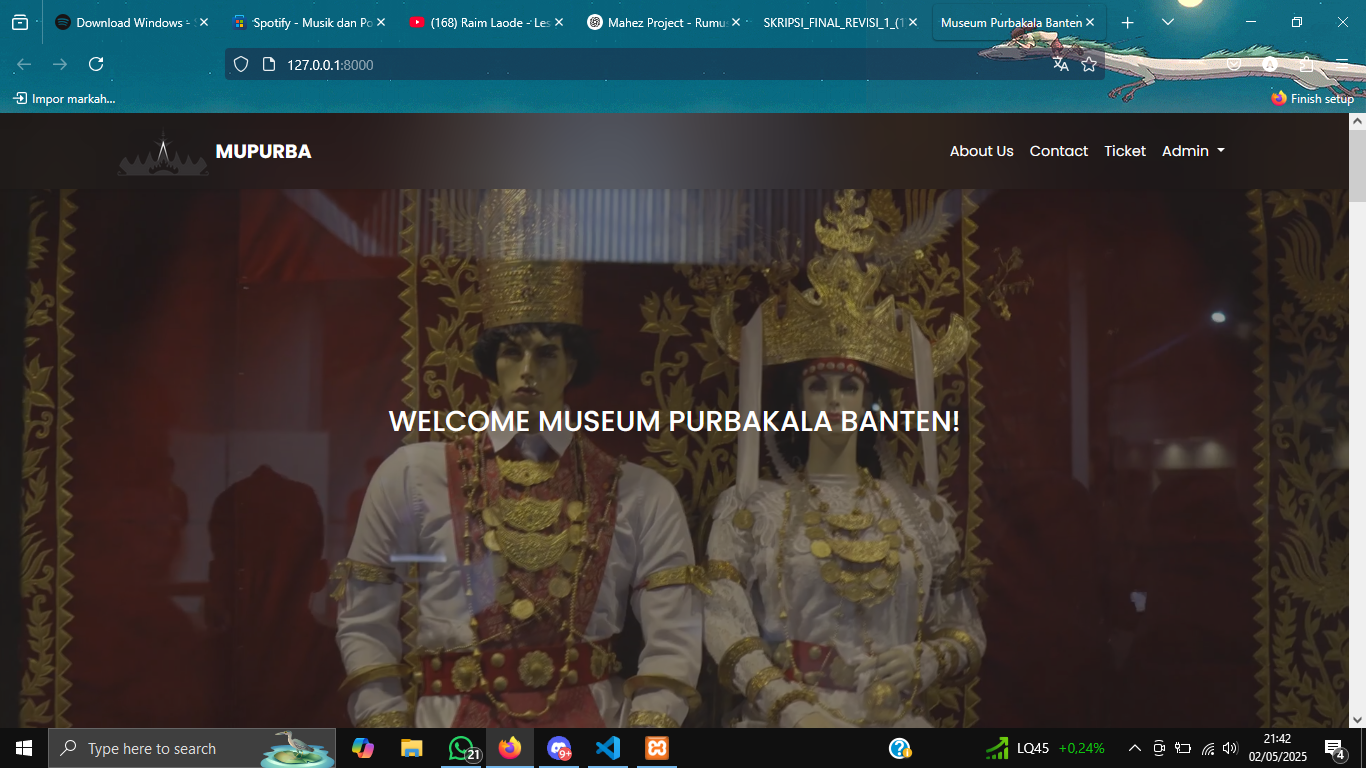 Download Windows - S
Spotify - Musik dan Po
(168) Raim Laode - Les
Mahez Project - Rumus
SKRIPSI_FINAL_REVISI_1_(1
Museum Purbakala Banten
127.0.0.1:8000
Impor markah...
Finish setup
MUPURBA
About Us
Contact
Ticket
Admin
WELCOME MUSEUM PURBAKALA BANTEN!
Type here to search
21
9+
LQ45 +0,24%
21:42
02/05/2025
4